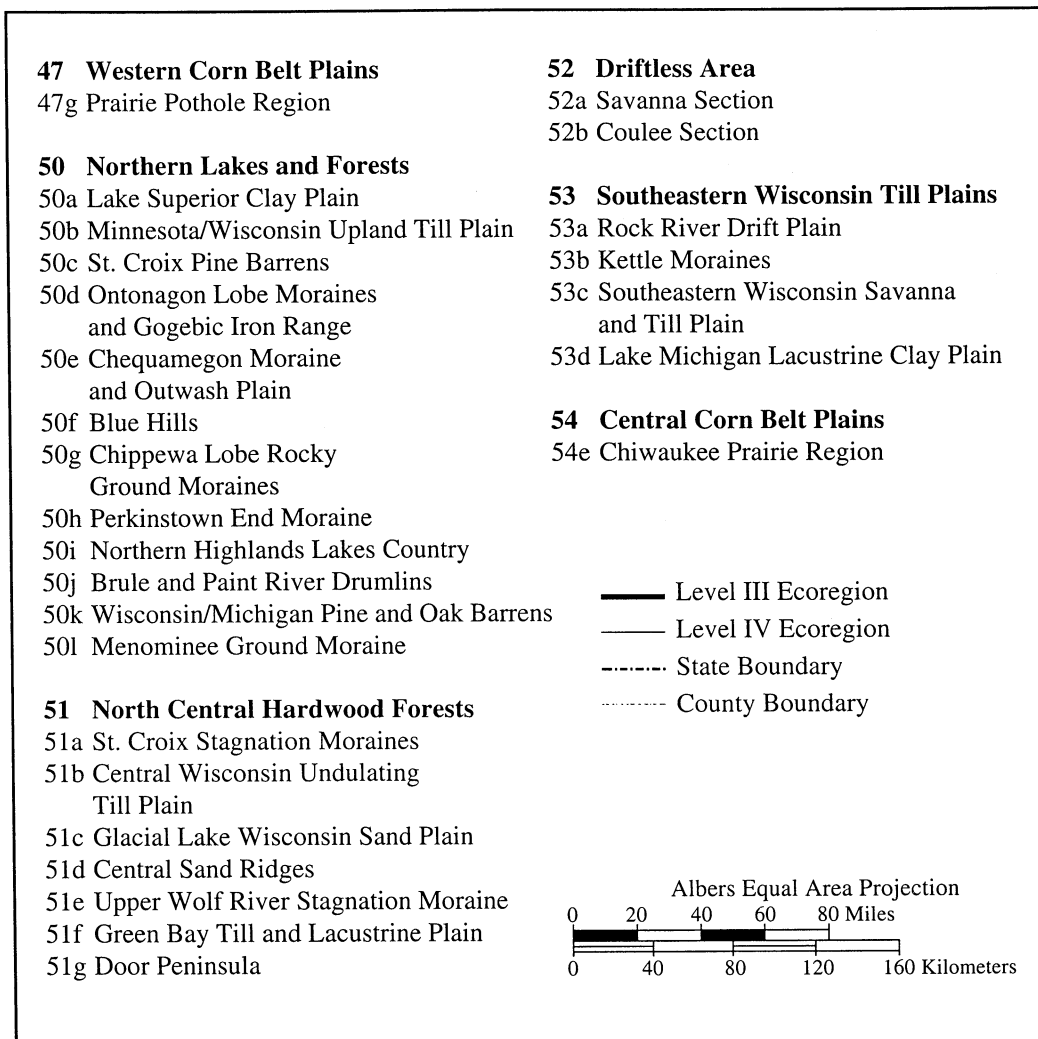 47 Western Corn Belt Plains
47g Prairie Pothole Region
50 Northern Lakes and Forests
50a Lake Superior Clay Plain
50b Minnesota/Wisconsin Upland Till Plain
50c St. Croix Pine Barrens
50d Ontonagon Lobe Moraines
and Gogebic Iron Range
50e Chequamegon Moraine
and Outwash Plain
50f Blue Hills
50g Chippewa Lobe Rocky
Ground Moraines
50h Perkinstown End Moraine
50i Northern Highlands Lakes Country
50j Brule and Paint River Drumlins
50k Wisconsin/Michigan Pine and Oak Barrens
50l Menominee Ground Moraine
51 North Central Hardwood Forests
51a St. Croix Stagnation Moraines
51b Central Wisconsin Undulating
Till Plain
51c Glacial Lake Wisconsin Sand Plain
51d Central Sand Ridges
51e Upper Wolf River Stagnation Moraine
51f Green Bay Till and Lacustrine Plain
51g Door Peninsula
52 Driftless Area
52a Savanna Section
52b Coulee Section
53 Southeastern Wisconsin Till Plains
53a Rock River Drift Plain
53b Kettle Moraines
53c Southeastern Wisconsin Savanna
and Till Plain
53d Lake Michigan Lacustrine Clay Plain
54 Central Corn Belt Plains
54e Chiwaukee Prairie Region
Level III Ecoregion
Level IV Ecoregion
State Boundary
County Boundary
Albers Equal Area Projection
0 20 40 60 80 Miles
0 40 80 120 160 Kilometers